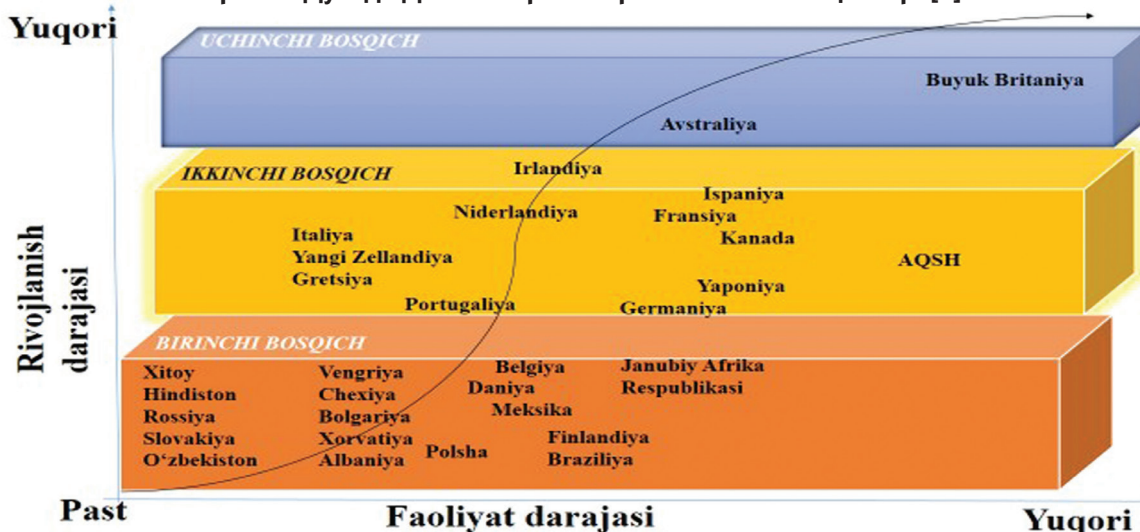 Yuqori
UCHINCHI BOSQICH
Buyuk Britaniya
Avstraliya
IKKINCHI BOSQICH
Irlandiya
Ispaniya
Niderlandiya
Fransiya
Italiya
Kanada
Yangi Zellandiya
AQSH
Gretsiya
Yaponiya
Portugaliya
Germaniya
Rivojlanish
darajasi
BIRINCHI BOSQICH
Xitoy
Hindiston
Rossiya
Slovakiya
O‘zbekiston
Vengriya
Chexiya
Bolgariya
Xorvatiya
Albaniya
Belgiya
Daniya
Meksika
Polsha
Finlandiya
Braziliya
Janubiy Afrika
Respublikasi
Past
Faoliyat darajasi
Yuqori